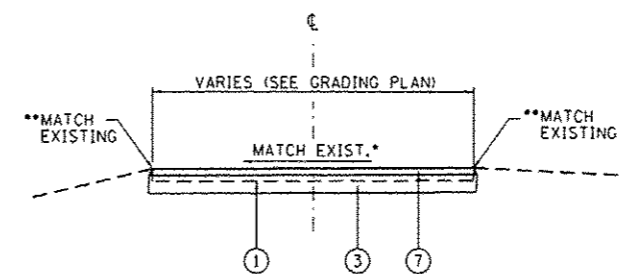 ℄
VARIES (SEE GRADING PLAN)
**MATCH
EXISTING
**MATCH
EXISTING
MATCH EXIST.*
1
3
7